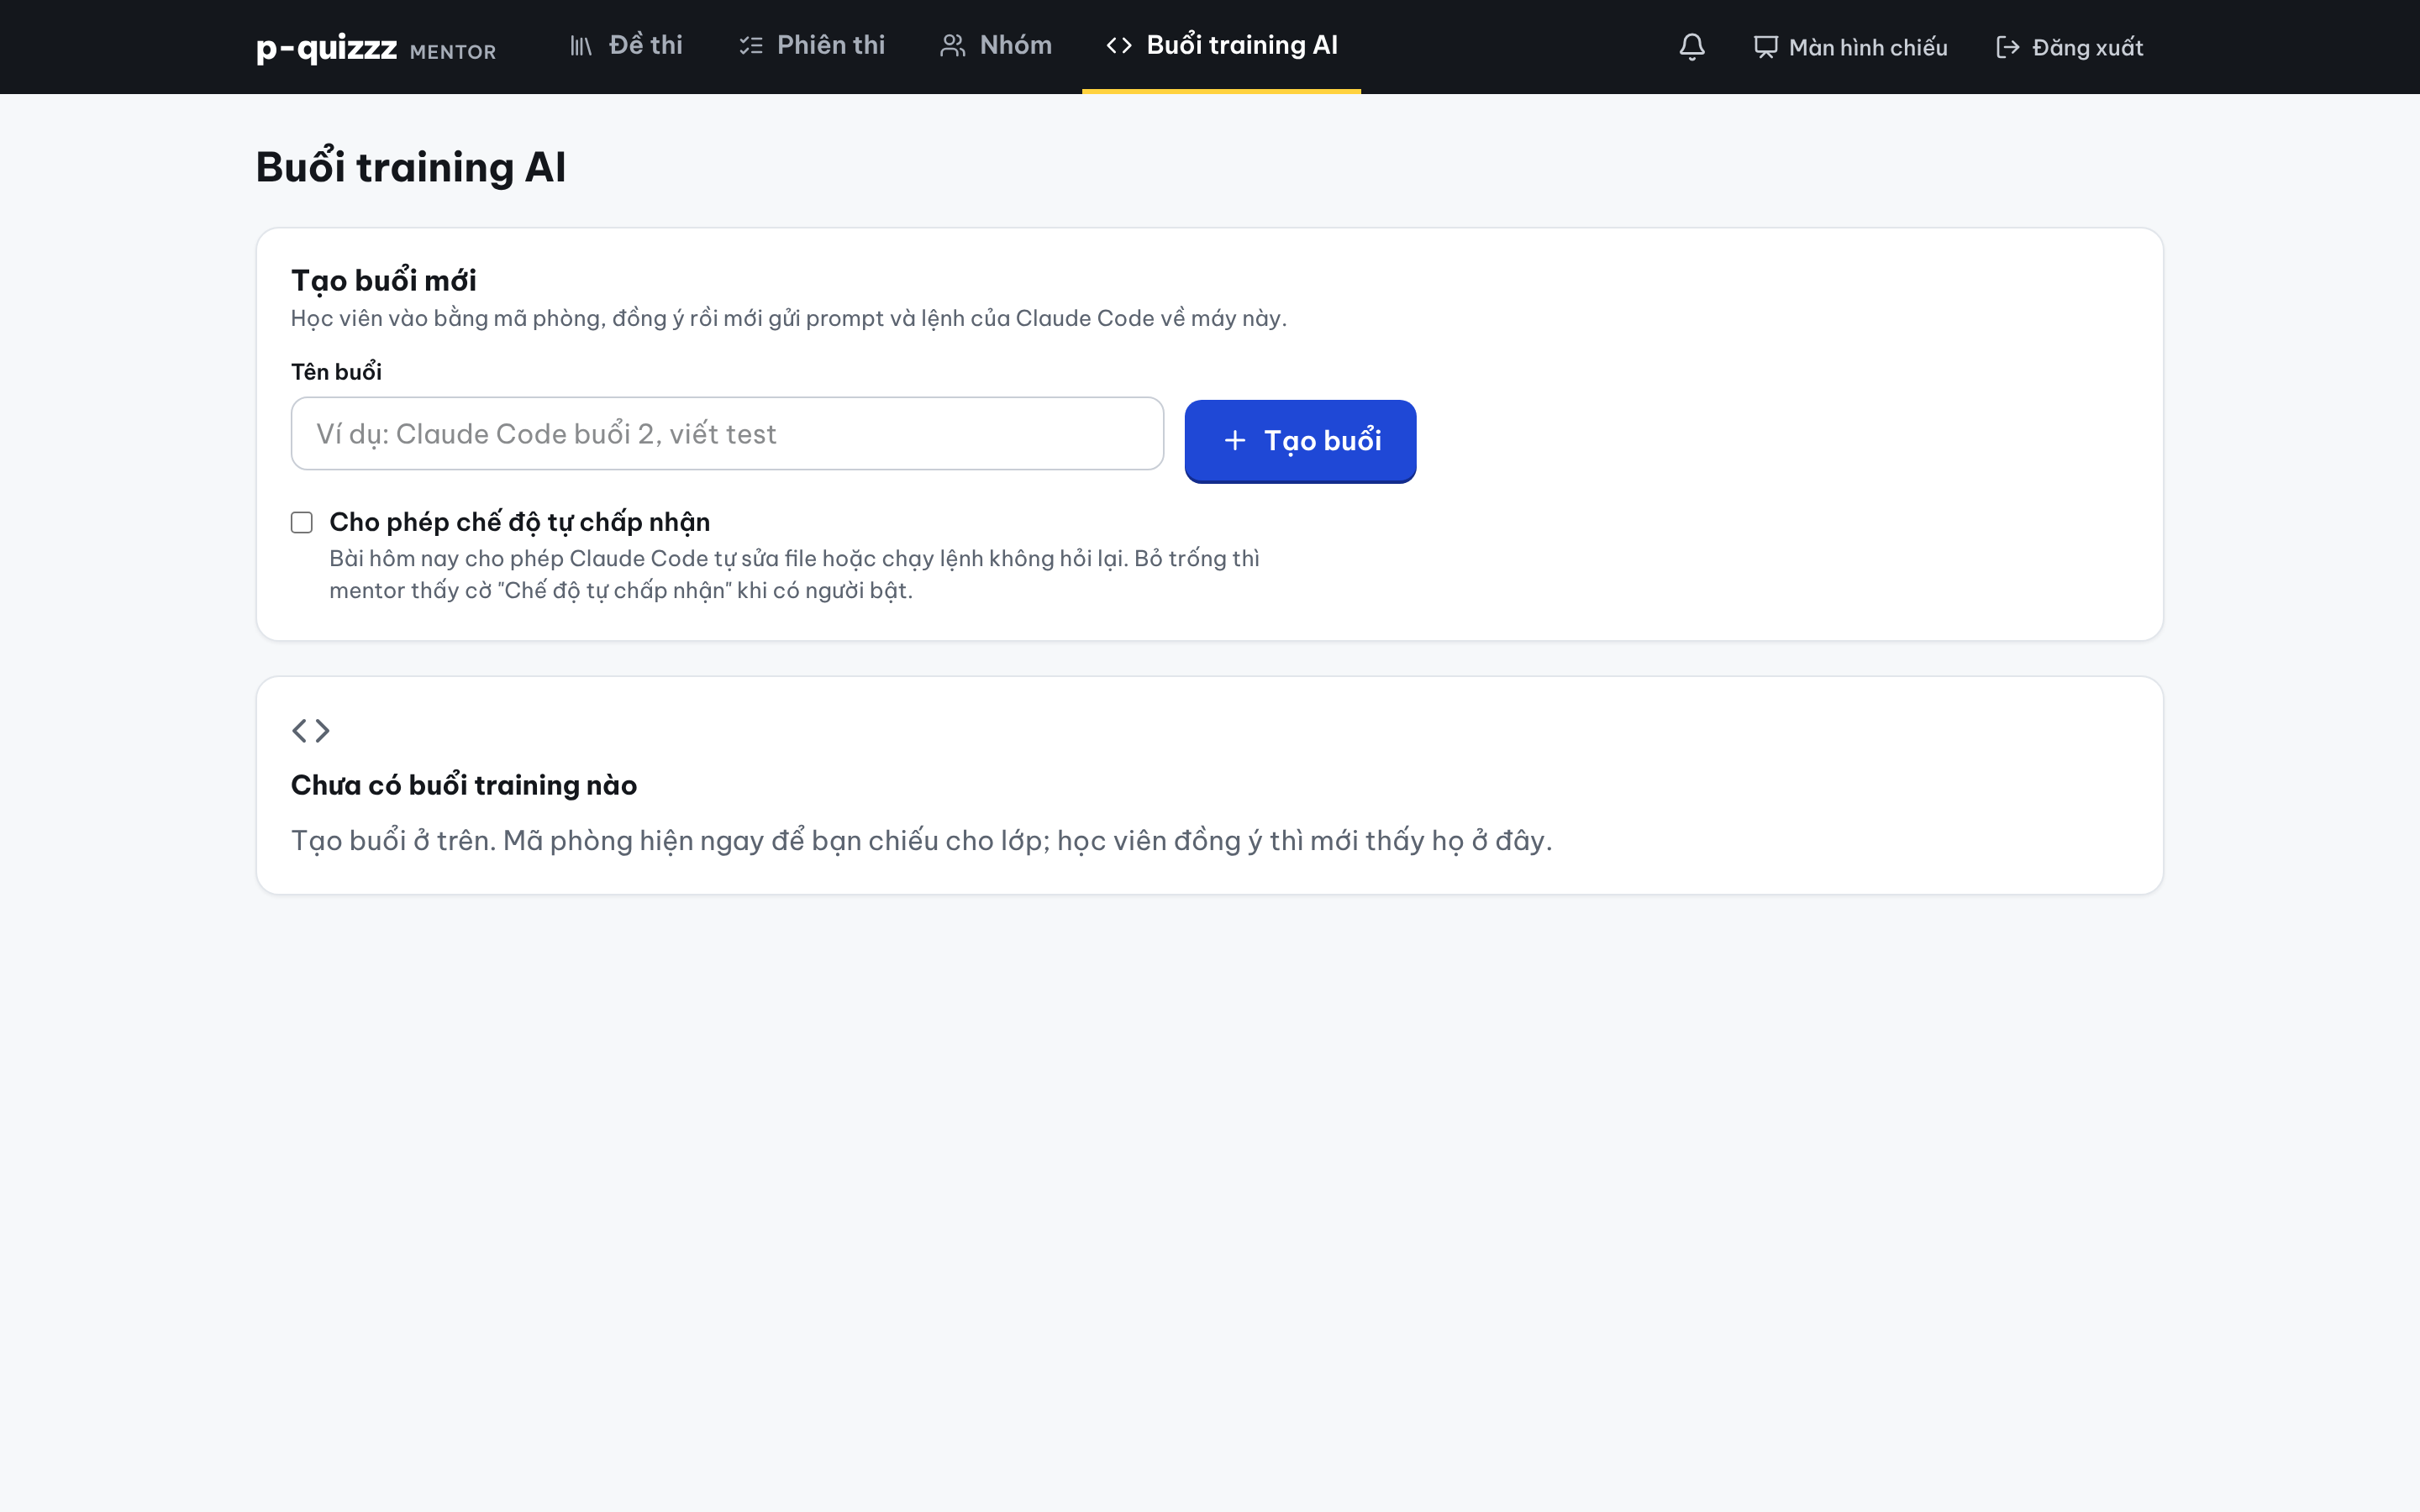 p-quizzz MENTOR
Đề thi
Phiên thi
Nhóm
Buổi training AI
Màn hình chiếu
Đăng xuất
Buổi training AI
Tạo buổi mới
Học viên vào bằng mã phòng, đồng ý rồi mới gửi prompt và lệnh của Claude Code về máy này.
Tên buổi
Ví dụ: Claude Code buổi 2, viết test
Tạo buổi
Cho phép chế độ tự chấp nhận
Bài hôm nay cho phép Claude Code tự sửa file hoặc chạy lệnh không hỏi lại. Bỏ trống thì
mentor thấy cờ "Chế độ tự chấp nhận" khi có người bật.
Chưa có buổi training nào
Tạo buổi ở trên. Mã phòng hiện ngay để bạn chiếu cho lớp; học viên đồng ý thì mới thấy họ ở đây.